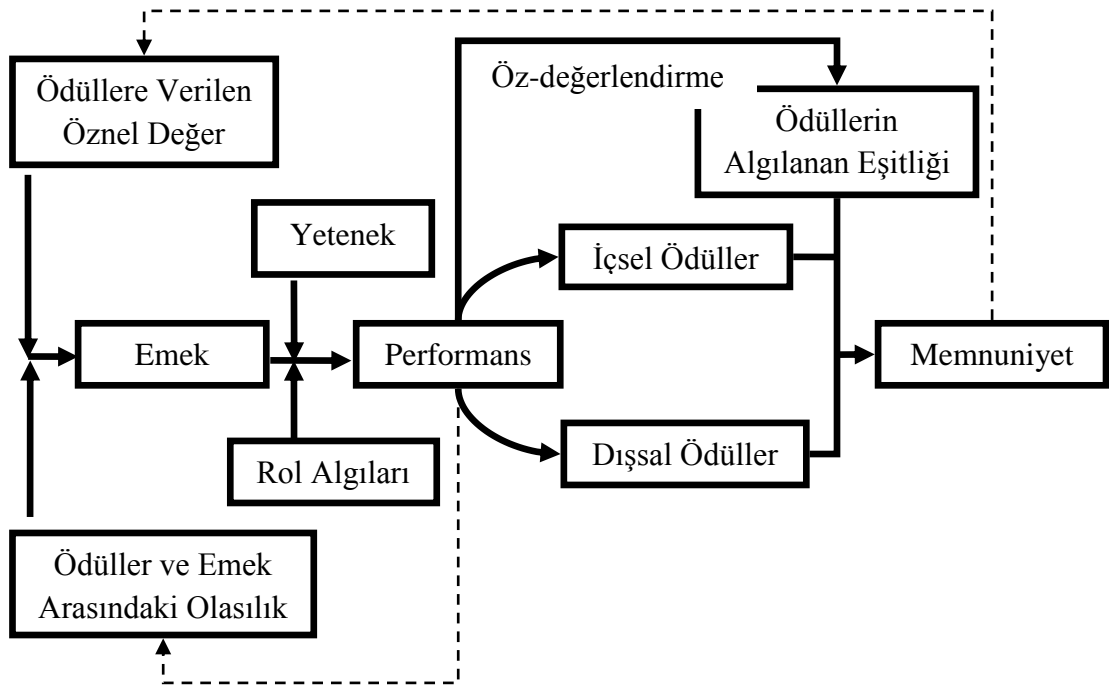 Ödüllere Verilen
Öznel Değer
Öz-değerlendirme
Ödüllerin
Algılanan Eşitliği
Yetenek
İçsel Ödüller
Emek
Performans
Memnuniyet
Rol Algıları
Dışsal Ödüller
Ödüller ve Emek
Arasındaki Olasılık